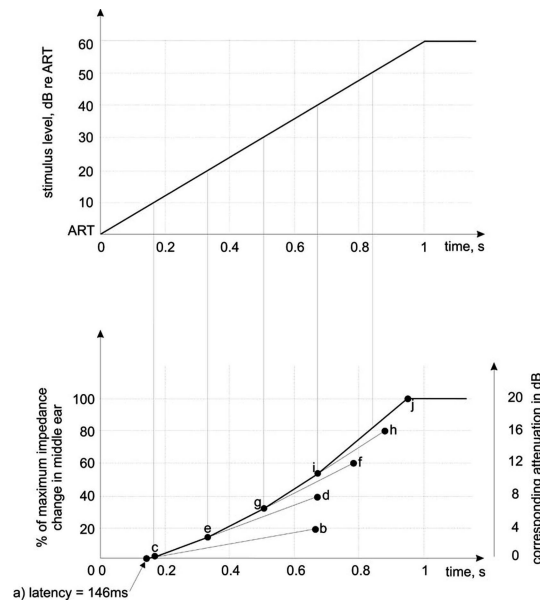 stimulus level, dB re ART
60
50
40
30
20
10
ART
0
0.2
0.4
0.6
0.8
1
time, s
% of maximum impedance
change in middle ear
100
80
60
40
20
0
0
0.2
0.4
0.6
0.8
1
time, s
c
e
g
i
j
h
f
d
b
20
16
12
8
4
0
corresponding attenuation in dB
a) latency = 146ms